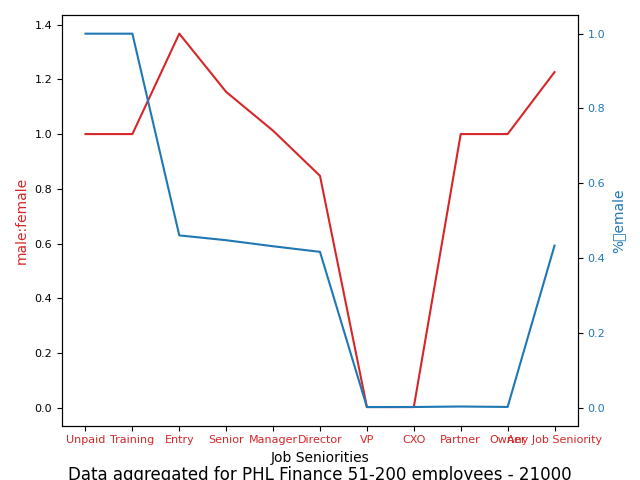 1.4
1.2
1.0
0.8
0.6
0.4
0.2
0.0
male:female
1.0
0.8
0.6
0.4
0.2
0.0
%▯emale
Unpaid Training Entry Senior Manager Director VP CXO Partner Owner Any Job Seniority
Job Seniorities
Data aggregated for PHL Finance 51-200 employees - 21000